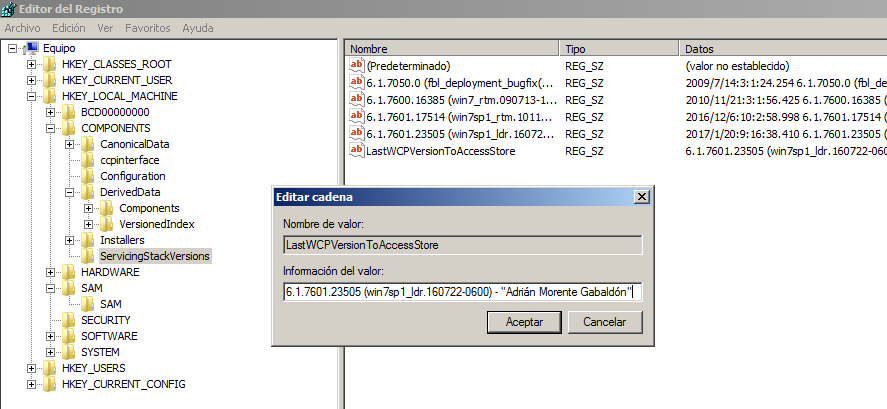 Editor del Registro
Archivo Edición Ver Favoritos Ayuda
Equipo
HKEY_CLASSES_ROOT
HKEY_CURRENT_USER
HKEY_LOCAL_MACHINE
BCD00000000
COMPONENTS
CanonicalData
ccpinterface
Configuration
DerivedData
Components
VersionedIndex
Installers
ServicingStackVersions
HARDWARE
SAM
SAM
SECURITY
SOFTWARE
SYSTEM
HKEY_USERS
HKEY_CURRENT_CONFIG
Nombre Tipo Datos
(Predeterminado) REG_SZ (valor no establecido)
6.1.7050.0 (fbl_deployment_bugfix(... REG_SZ 2009/7/14:3:1:24.254 6.1.7050.0 (fbl_deploym
6.1.7600.16385 (win7_rtm.090713-1... REG_SZ 2010/11/21:3:1:56.425 6.1.7600.16385 (win7
6.1.7601.17514 (win7sp1_rtm.1011... REG_SZ 2016/12/6:10:2:58.998 6.1.7601.17514 (win7
6.1.7601.23505 (win7sp1_ldr.16072... REG_SZ 2017/1/20:9:16:38.410 6.1.7601.23505 (win7
LastWCPVersionToAccessStore REG_SZ 6.1.7601.23505 (win7sp1_ldr.160722-0600
Editar cadena
Nombre de valor:
LastWCPVersionToAccessStore
Información del valor:
6.1.7601.23505 (win7sp1_ldr.160722-0600) - "Adrián Morente Gabaldón"
Aceptar Cancelar